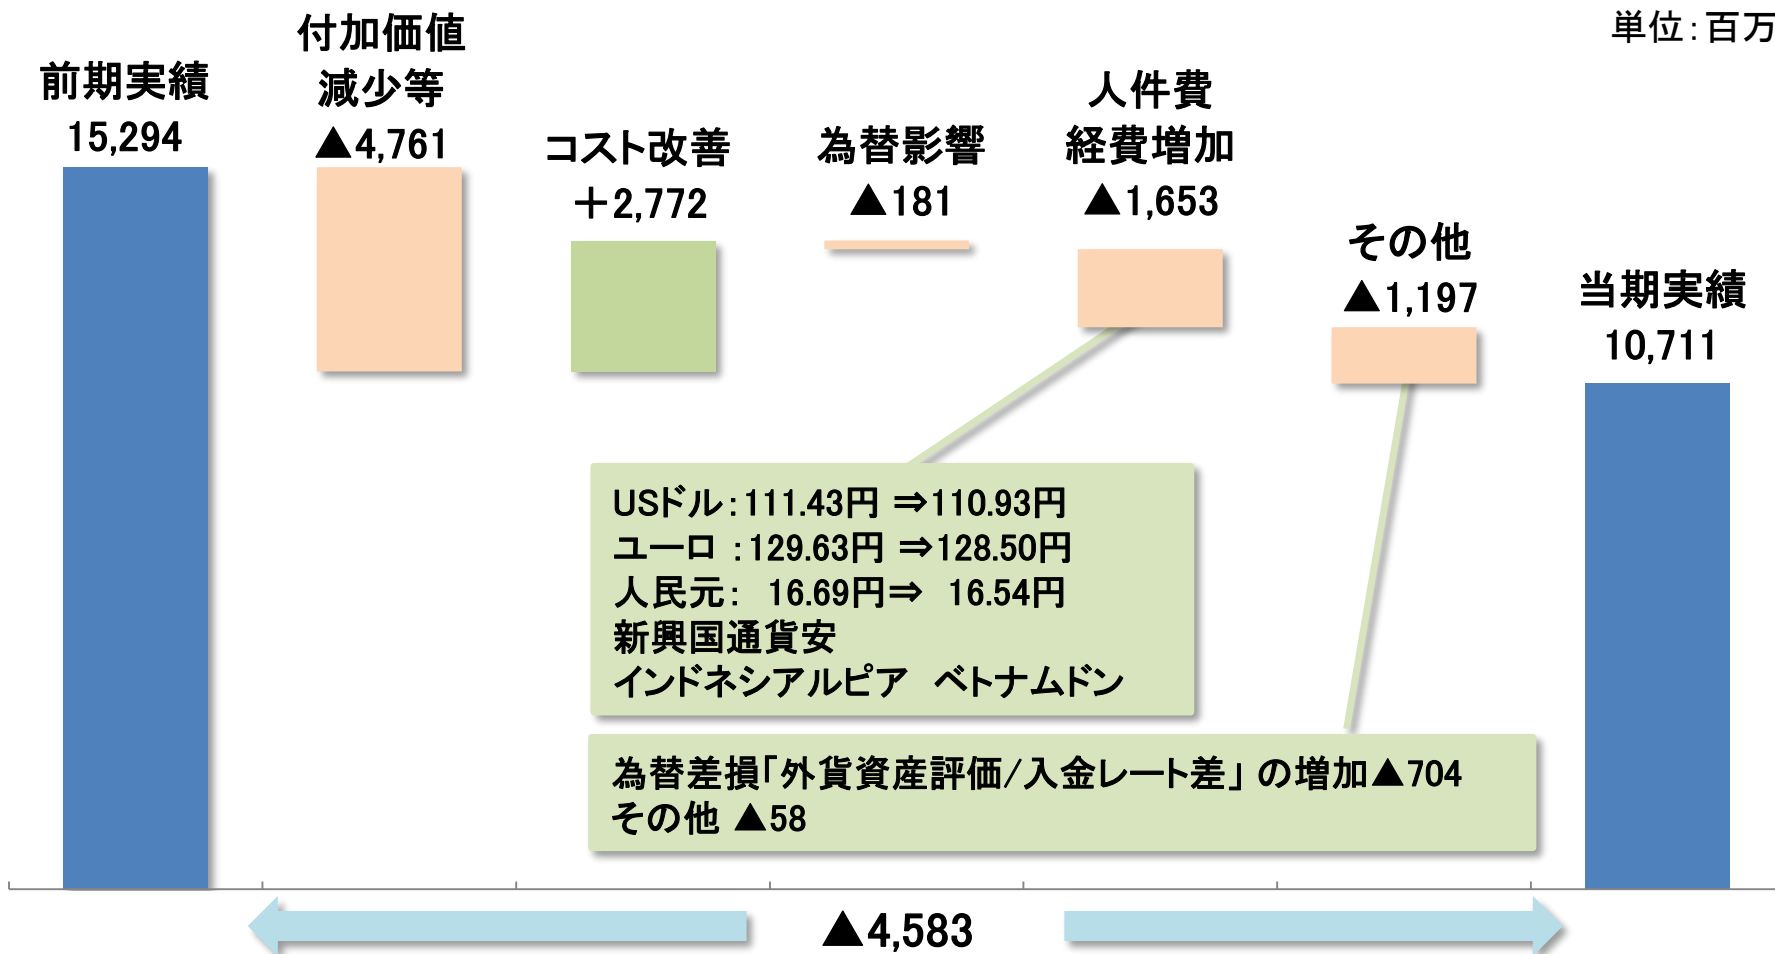 単位：百万
前期実績
15,294
付加価値
減少等
▲4,761
コスト改善
＋2,772
為替影響
▲181
人件費
経費増加
▲1,653
その他
▲1,197
当期実績
10,711
USドル：111.43円 ⇒110.93円
ユーロ ：129.63円 ⇒128.50円
人民元： 16.69円⇒ 16.54円
新興国通貨安
インドネシアルピア ベトナムドン
為替差損「外貨資産評価/入金レート差」の増加▲704
その他 ▲58
▲4,583